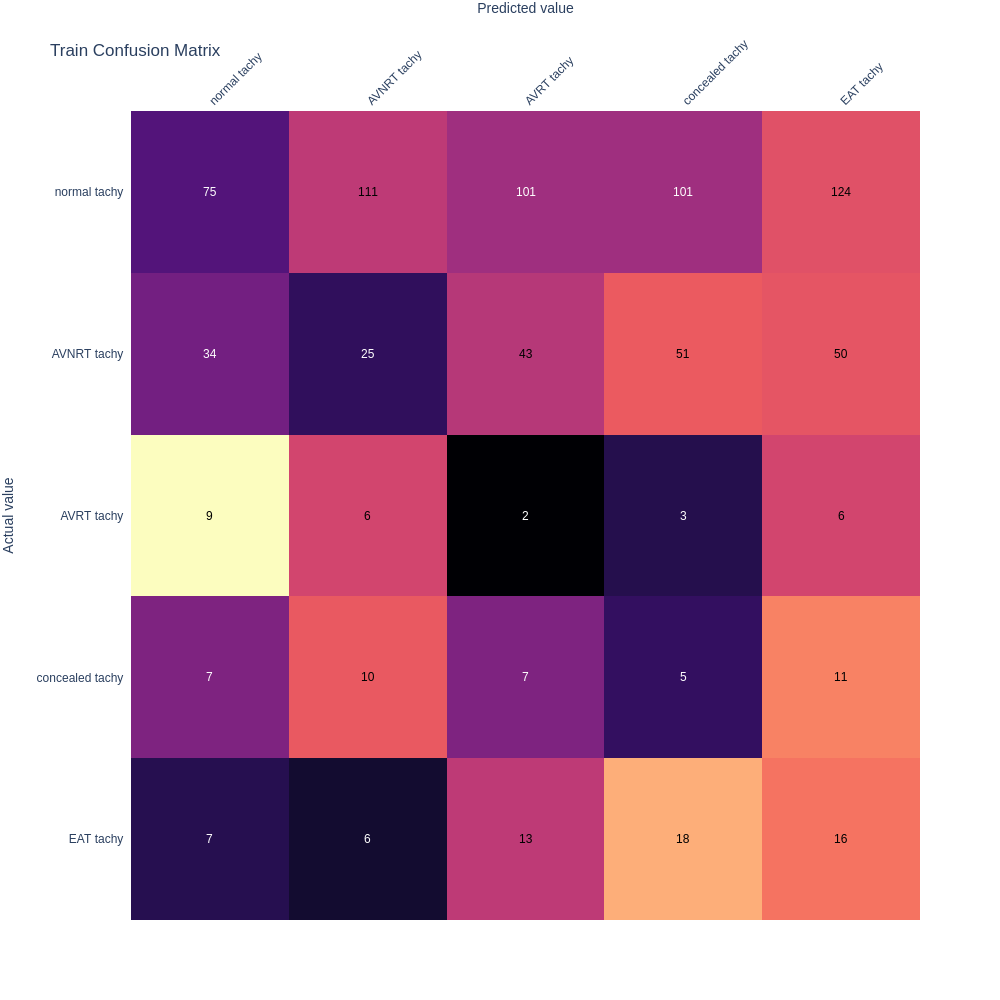 Predicted value
Train Confusion Matrix
normal tachy AVNRT tachy AVRT tachy concealed tachy EAT tachy
normal tachy 75 111 101 101 124
AVNRT tachy 34 25 43 51 50
Actual value
AVRT tachy 9 6 2 3 6
concealed tachy 7 10 7 5 11
EAT tachy 7 6 13 18 16